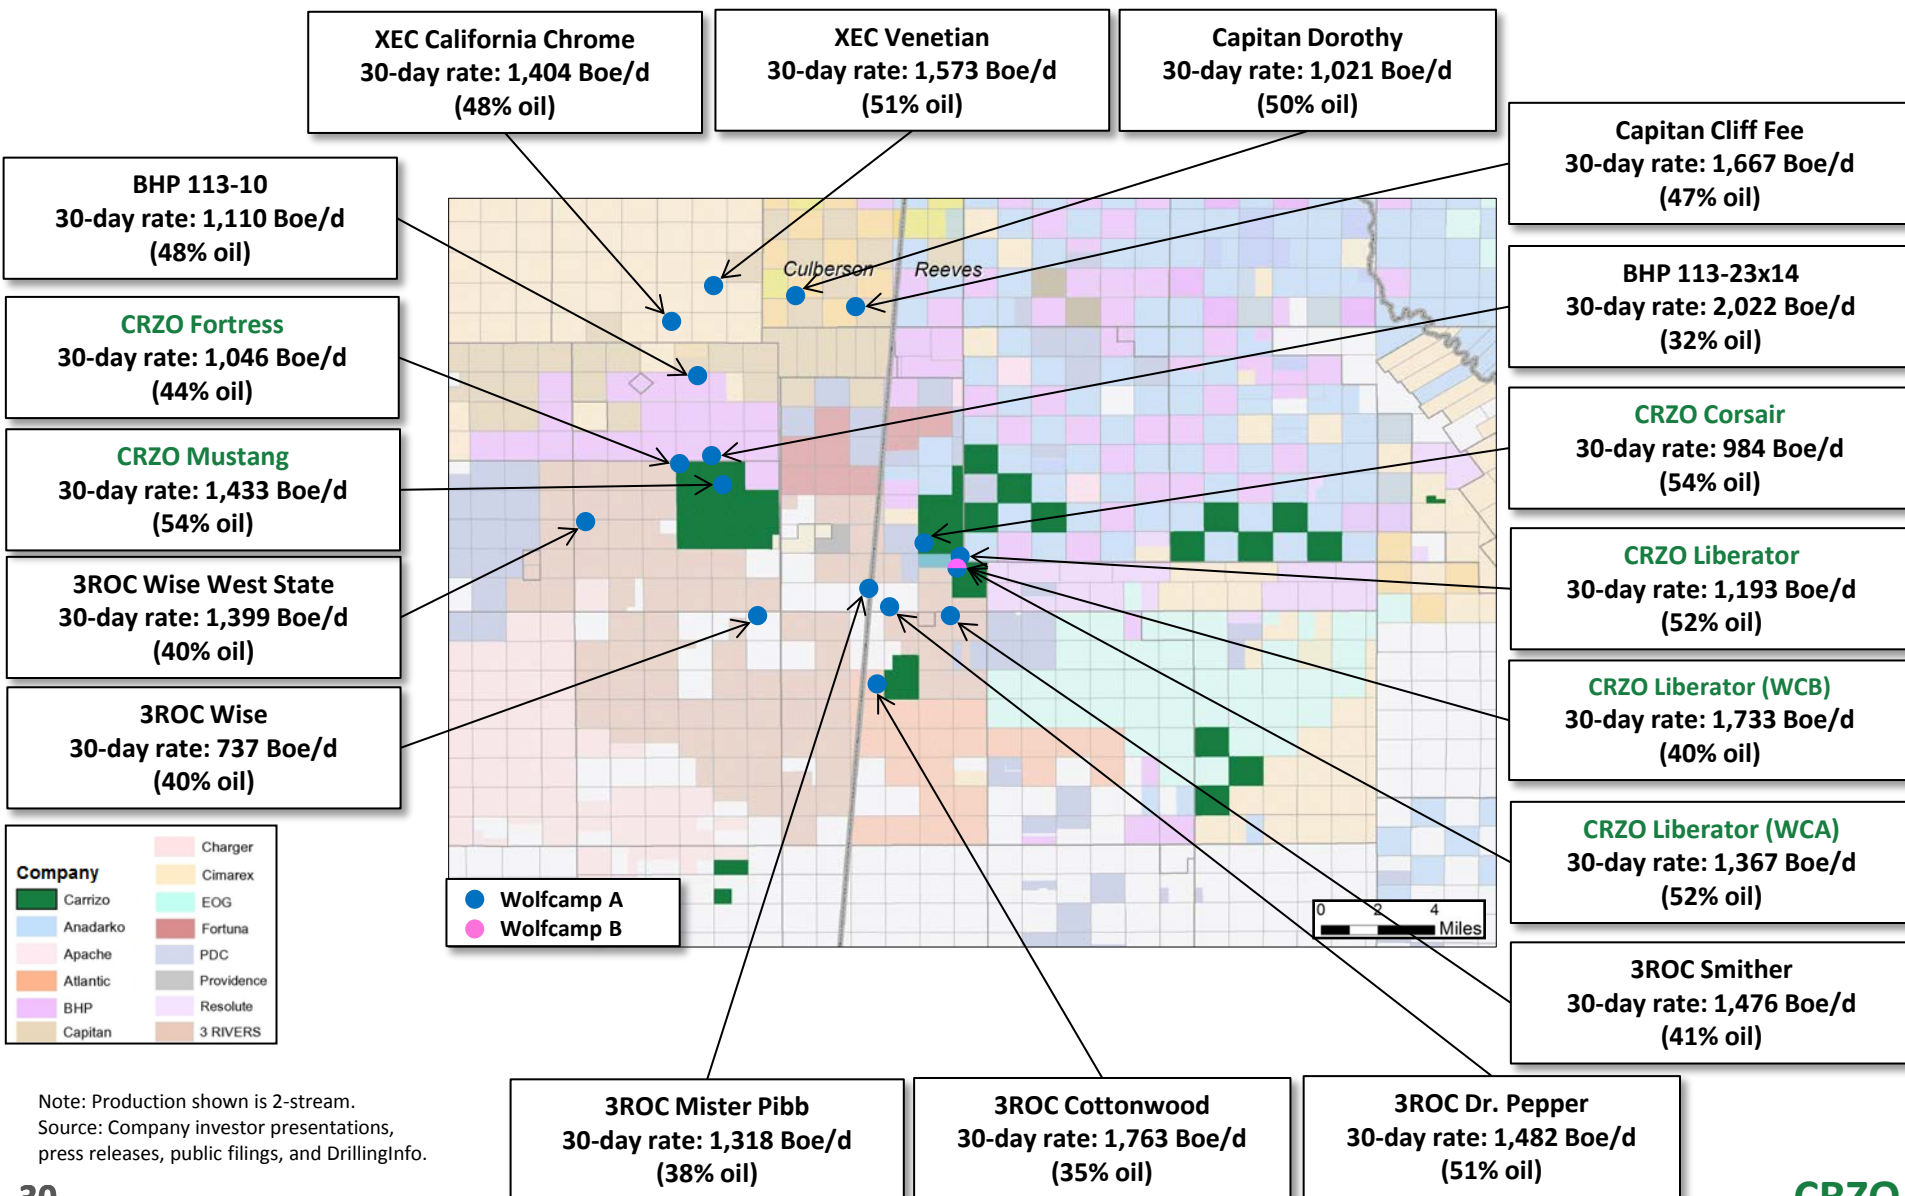 XEC California Chrome
30-day rate: 1,404 Boe/d
(48% oil)
XEC Venetian
30-day rate: 1,573 Boe/d
(51% oil)
Capitan Dorothy
30-day rate: 1,021 Boe/d
(50% oil)
Capitan Cliff Fee
30-day rate: 1,667 Boe/d
(47% oil)
BHP 113-10
30-day rate: 1,110 Boe/d
(48% oil)
BHP 113-23x14
30-day rate: 2,022 Boe/d
(32% oil)
CRZO Fortress
30-day rate: 1,046 Boe/d
(44% oil)
CRZO Corsair
30-day rate: 984 Boe/d
(54% oil)
CRZO Mustang
30-day rate: 1,433 Boe/d
(54% oil)
CRZO Liberator
30-day rate: 1,193 Boe/d
(52% oil)
3ROC Wise West State
30-day rate: 1,399 Boe/d
(40% oil)
CRZO Liberator (WCB)
30-day rate: 1,733 Boe/d
(40% oil)
3ROC Wise
30-day rate: 737 Boe/d
(40% oil)
CRZO Liberator (WCA)
30-day rate: 1,367 Boe/d
(52% oil)
3ROC Smither
30-day rate: 1,476 Boe/d
(41% oil)
3ROC Mister Pibb
30-day rate: 1,318 Boe/d
(38% oil)
3ROC Cottonwood
30-day rate: 1,763 Boe/d
(35% oil)
3ROC Dr. Pepper
30-day rate: 1,482 Boe/d
(51% oil)
Culberson
Reeves
Wolfcamp A
Wolfcamp B
0 2 4
Miles
Company
Carrizo
Anadarko
Apache
Atlantic
BHP
Capitan
Charger
Cimarex
EOG
Fortuna
PDC
Providence
Resolute
3 RIVERS
Note: Production shown is 2-stream.
Source: Company investor presentations,
press releases, public filings, and DrillingInfo.
30
CRZO